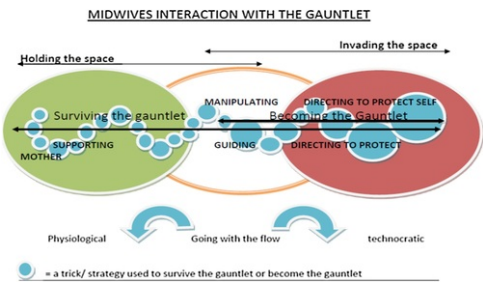 MIDWIVES INTERACTION WITH THE GAUNTLET
Invading the space
Holding the space
MANIPULATING DIRECTING TO PROTECT SELF
Surviving the gauntlet Becoming the Gauntlet
SUPPORTING GUIDING DIRECTING TO PROTECT
MOTHER
Physiological Going with the flow technocratic
= a trick/ strategy used to survive the gauntlet or become the gauntlet